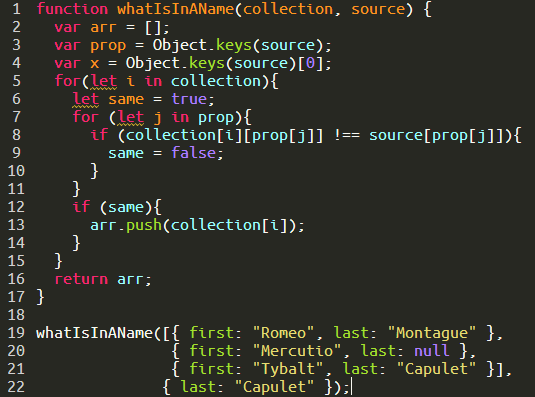 1 function whatIsInAName(collection, source) {
2   var arr = [];
3   var prop = Object.keys(source);
4   var x = Object.keys(source)[0];
5   for(let i in collection){
6     let same = true;
7     for (let j in prop){
8       if (collection[i][prop[j]] !== source[prop[j]]){
9         same = false;
10       }
11     }
12     if (same){
13       arr.push(collection[i]);
14     }
15   }
16   return arr;
17 }
18
19 whatIsInAName([{ first: "Romeo", last: "Montague" },
20                { first: "Mercutio", last: null },
21                { first: "Tybalt", last: "Capulet" }],
22               { last: "Capulet" });